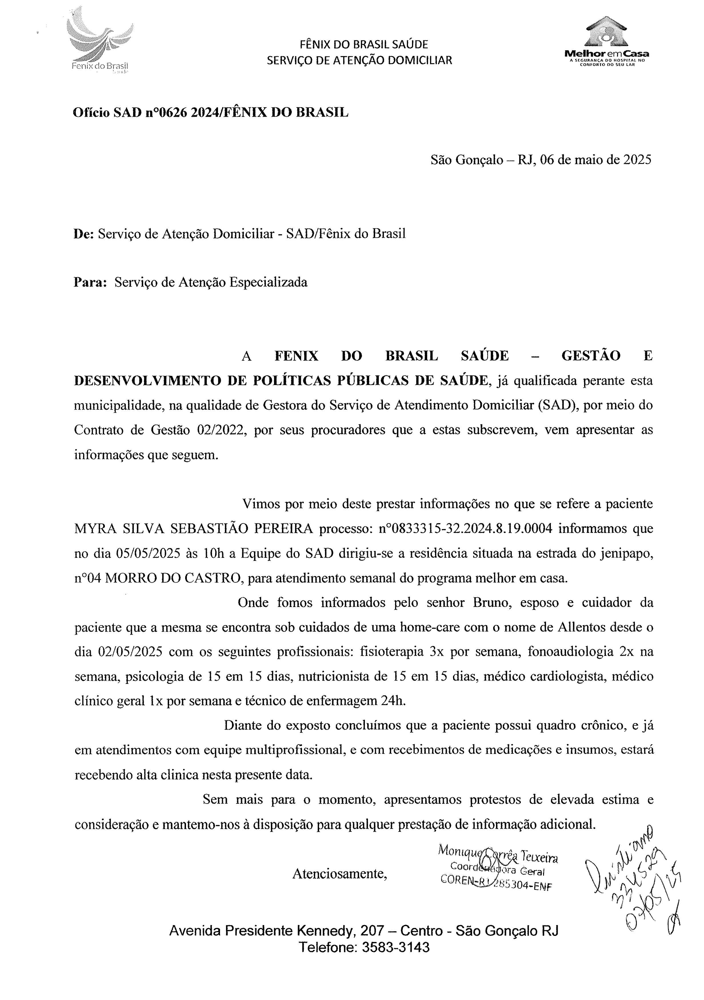 Fenix do Brasil
Saúde
FÊNIX DO BRASIL SAÚDE
SERVIÇO DE ATENÇÃO DOMICILIAR
Melhor em Casa
A SEGURANÇA DO HOSPITAL NO
CONFORTO DO SEU LAR
Ofício SAD nº0626 2024/FÊNIX DO BRASIL
São Gonçalo – RJ, 06 de maio de 2025
De: Serviço de Atenção Domiciliar - SAD/Fênix do Brasil
Para: Serviço de Atenção Especializada
A FENIX DO BRASIL SAÚDE – GESTÃO E
DESENVOLVIMENTO DE POLÍTICAS PÚBLICAS DE SAÚDE, já qualificada perante esta
municipalidade, na qualidade de Gestora do Serviço de Atendimento Domiciliar (SAD), por meio do
Contrato de Gestão 02/2022, por seus procuradores que a estas subscrevem, vem apresentar as
informações que seguem.
Vimos por meio deste prestar informações no que se refere a paciente
MYRA SILVA SEBASTIÃO PEREIRA processo: nº0833315-32.2024.8.19.0004 informamos que
no dia 05/05/2025 às 10h a Equipe do SAD dirigiu-se a residência situada na estrada do jenipapo,
nº04 MORRO DO CASTRO, para atendimento semanal do programa melhor em casa.
Onde fomos informados pelo senhor Bruno, esposo e cuidador da
paciente que a mesma se encontra sob cuidados de uma home-care com o nome de Allentos desde o
dia 02/05/2025 com os seguintes profissionais: fisioterapia 3x por semana, fonoaudiologia 2x na
semana, psicologia de 15 em 15 dias, nutricionista de 15 em 15 dias, médico cardiologista, médico
clínico geral 1x por semana e técnico de enfermagem 24h.
Diante do exposto concluímos que a paciente possui quadro crônico, e já
em atendimentos com equipe multiprofissional, e com recebimentos de medicações e insumos, estará
recebendo alta clinica nesta presente data.
Sem mais para o momento, apresentamos protestos de elevada estima e
consideração e mantemo-nos à disposição para qualquer prestação de informação adicional.
Atenciosamente,
Monique Corrêa Teixeira
Coordenadora Geral
COREN-RJ 285304-ENF
334529
07/05/25
Avenida Presidente Kennedy, 207 – Centro - São Gonçalo RJ
Telefone: 3583-3143